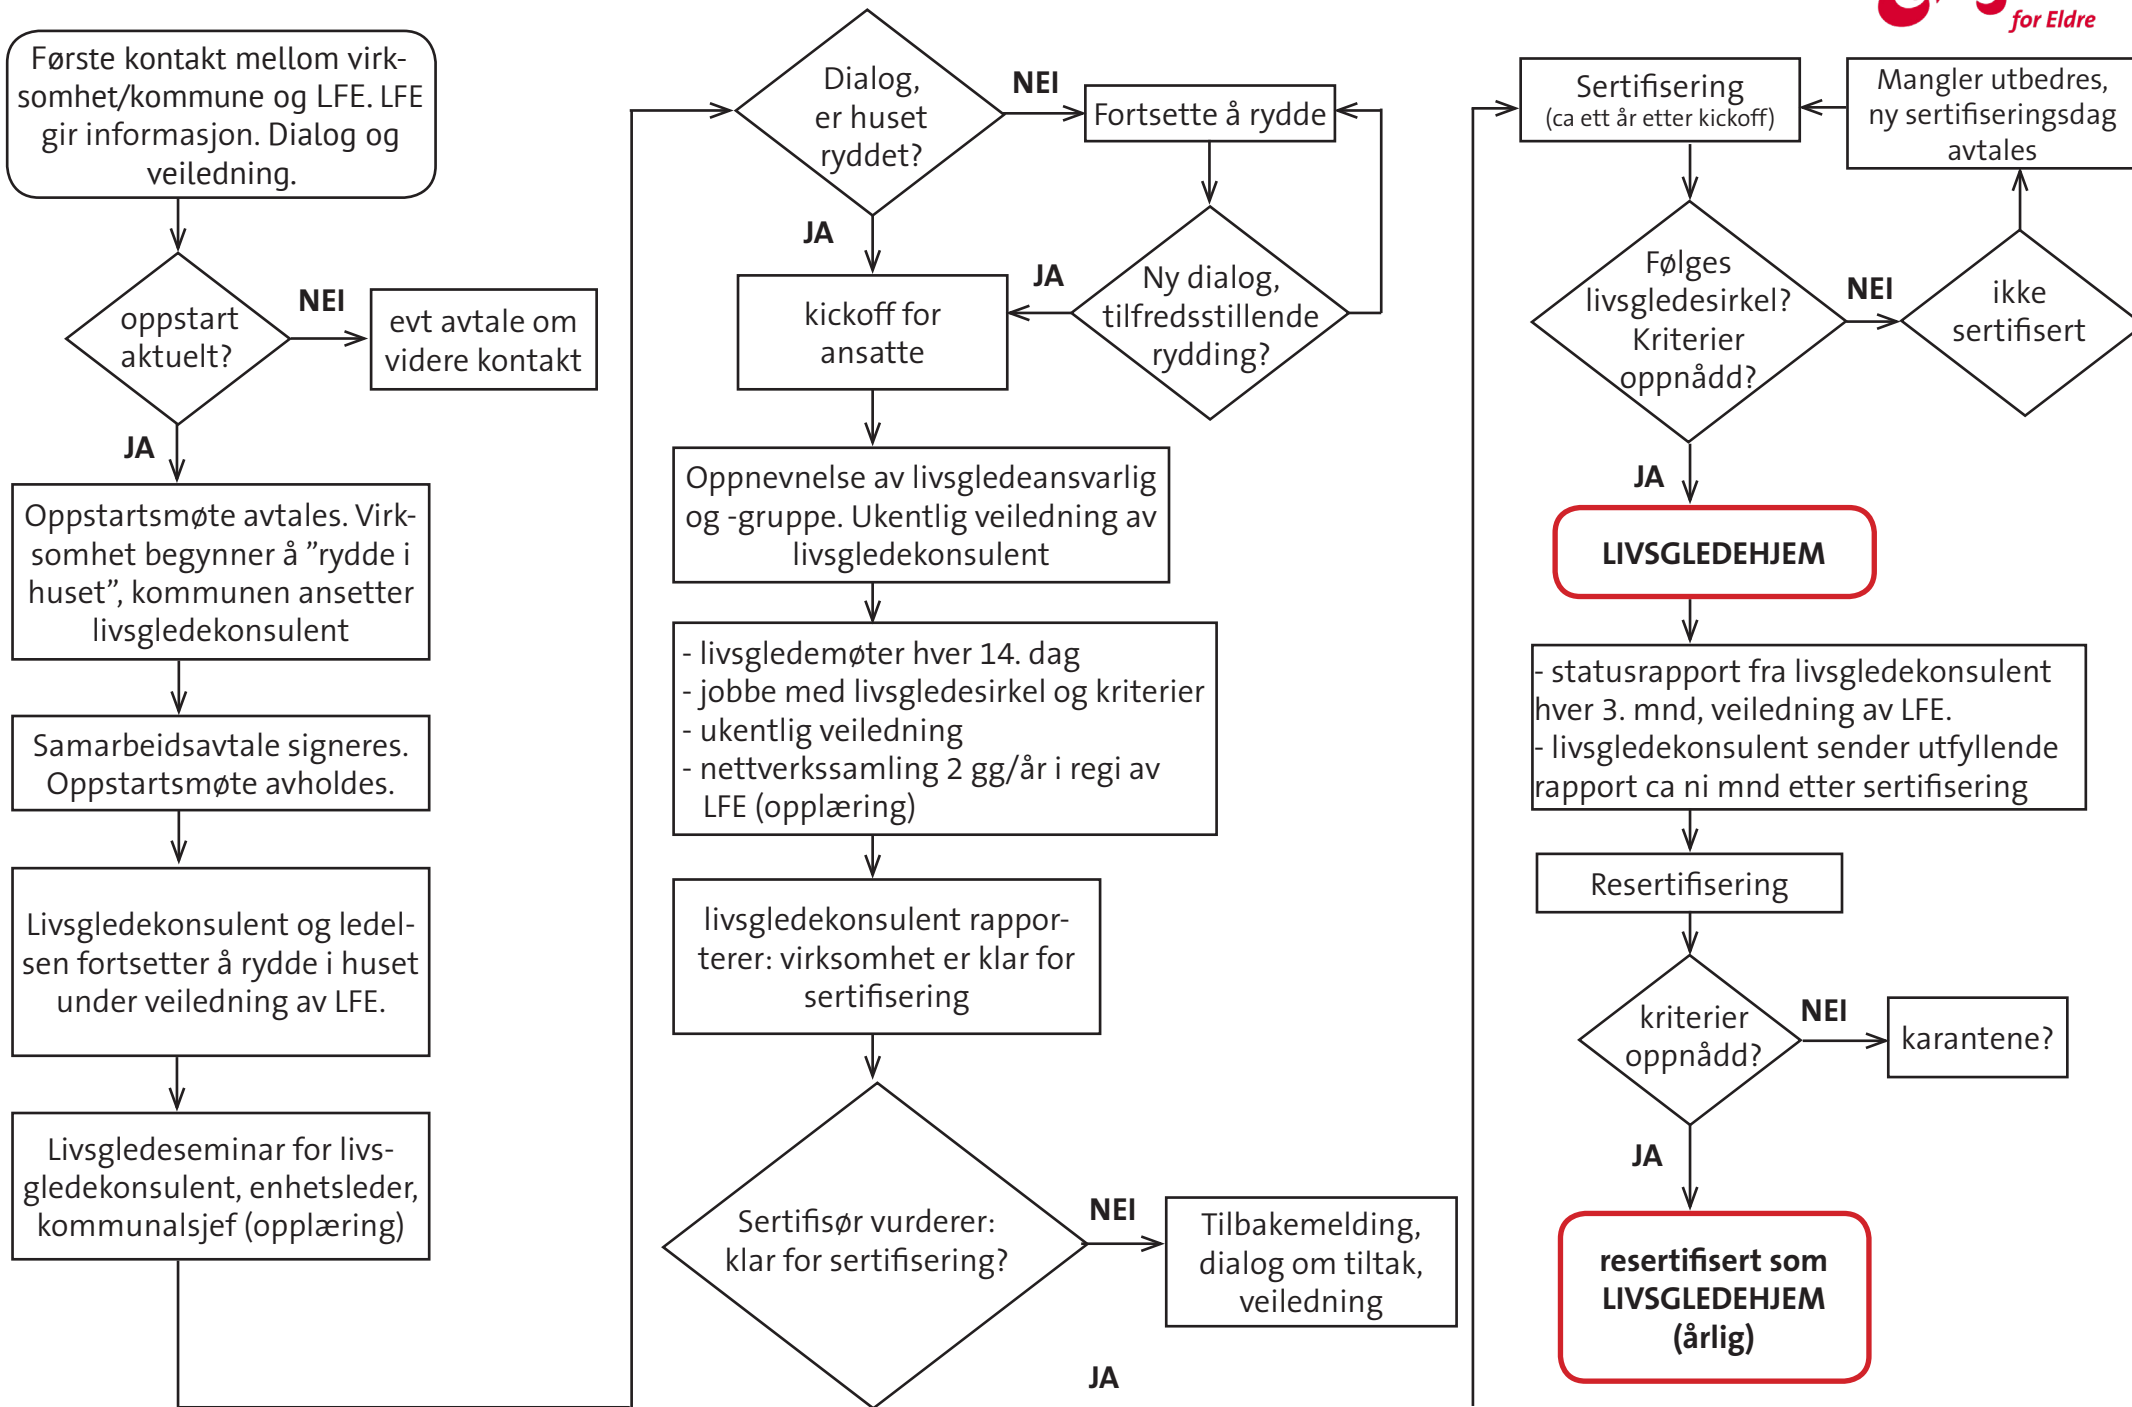 for Eldre
Første kontakt mellom virk-
somhet/kommune og LFE. LFE
gir informasjon. Dialog og
veiledning.
oppstart
aktuelt?
NEI
evt avtale om
videre kontakt
JA
Oppstartsmøte avtales. Virk-
somhet begynner å ”rydde i
huset”, kommunen ansetter
livsgledekonsulent
Samarbeidsavtale signeres.
Oppstartsmøte avholdes.
Livsgledekonsulent og ledel-
sen fortsetter å rydde i huset
under veiledning av LFE.
Livsgledeseminar for livs-
gledekonsulent, enhetsleder,
kommunalsjef (opplæring)
Dialog,
er huset
ryddet?
NEI
Fortsette å rydde
JA
Ny dialog,
tilfredsstillende
rydding?
JA
kickoff for
ansatte
Oppnevnelse av livsgledeansvarlig
og -gruppe. Ukentlig veiledning av
livsgledekonsulent
- livsgledemøter hver 14. dag
- jobbe med livsgledesirkel og kriterier
- ukentlig veiledning
- nettverkssamling 2 gg/år i regi av
LFE (opplæring)
livsgledekonsulent rappor-
terer: virksomhet er klar for
sertifisering
Sertifisør vurderer:
klar for sertifisering?
NEI
Tilbakemelding,
dialog om tiltak,
veiledning
JA
Sertifisering
(ca ett år etter kickoff)
Mangler utbedres,
ny sertifiseringsdag
avtales
Følges
livsgledesirkel?
Kriterier
oppnådd?
NEI
ikke
sertifisert
JA
LIVSGLEDEHJEM
- statusrapport fra livsgledekonsulent
hver 3. mnd, veiledning av LFE.
- livsgledekonsulent sender utfyllende
rapport ca ni mnd etter sertifisering
Resertifisering
kriterier
oppnådd?
NEI
karantene?
JA
resertifisert som
LIVSGLEDEHJEM
(årlig)